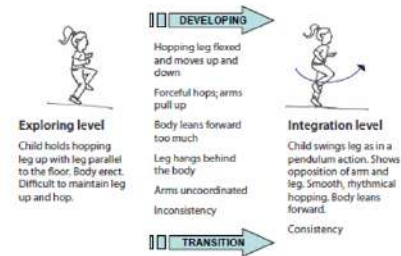 DEVELOPING
Hopping leg flexed
and moves up and
down
Forceful hops; arms
pull up
Body leans forward
too much
Leg hangs behind
the body
Arms uncoordinated
Inconsistency
TRANSITION
Exploring level
Child holds hopping
leg up with leg parallel
to the floor. Body erect.
Difficult to maintain leg
up and hop.
Integration level
Child swings leg as in a
pendulum action. Shows
opposition of arm and
leg. Smooth, rhythmical
hopping. Body leans
forward.
Consistency